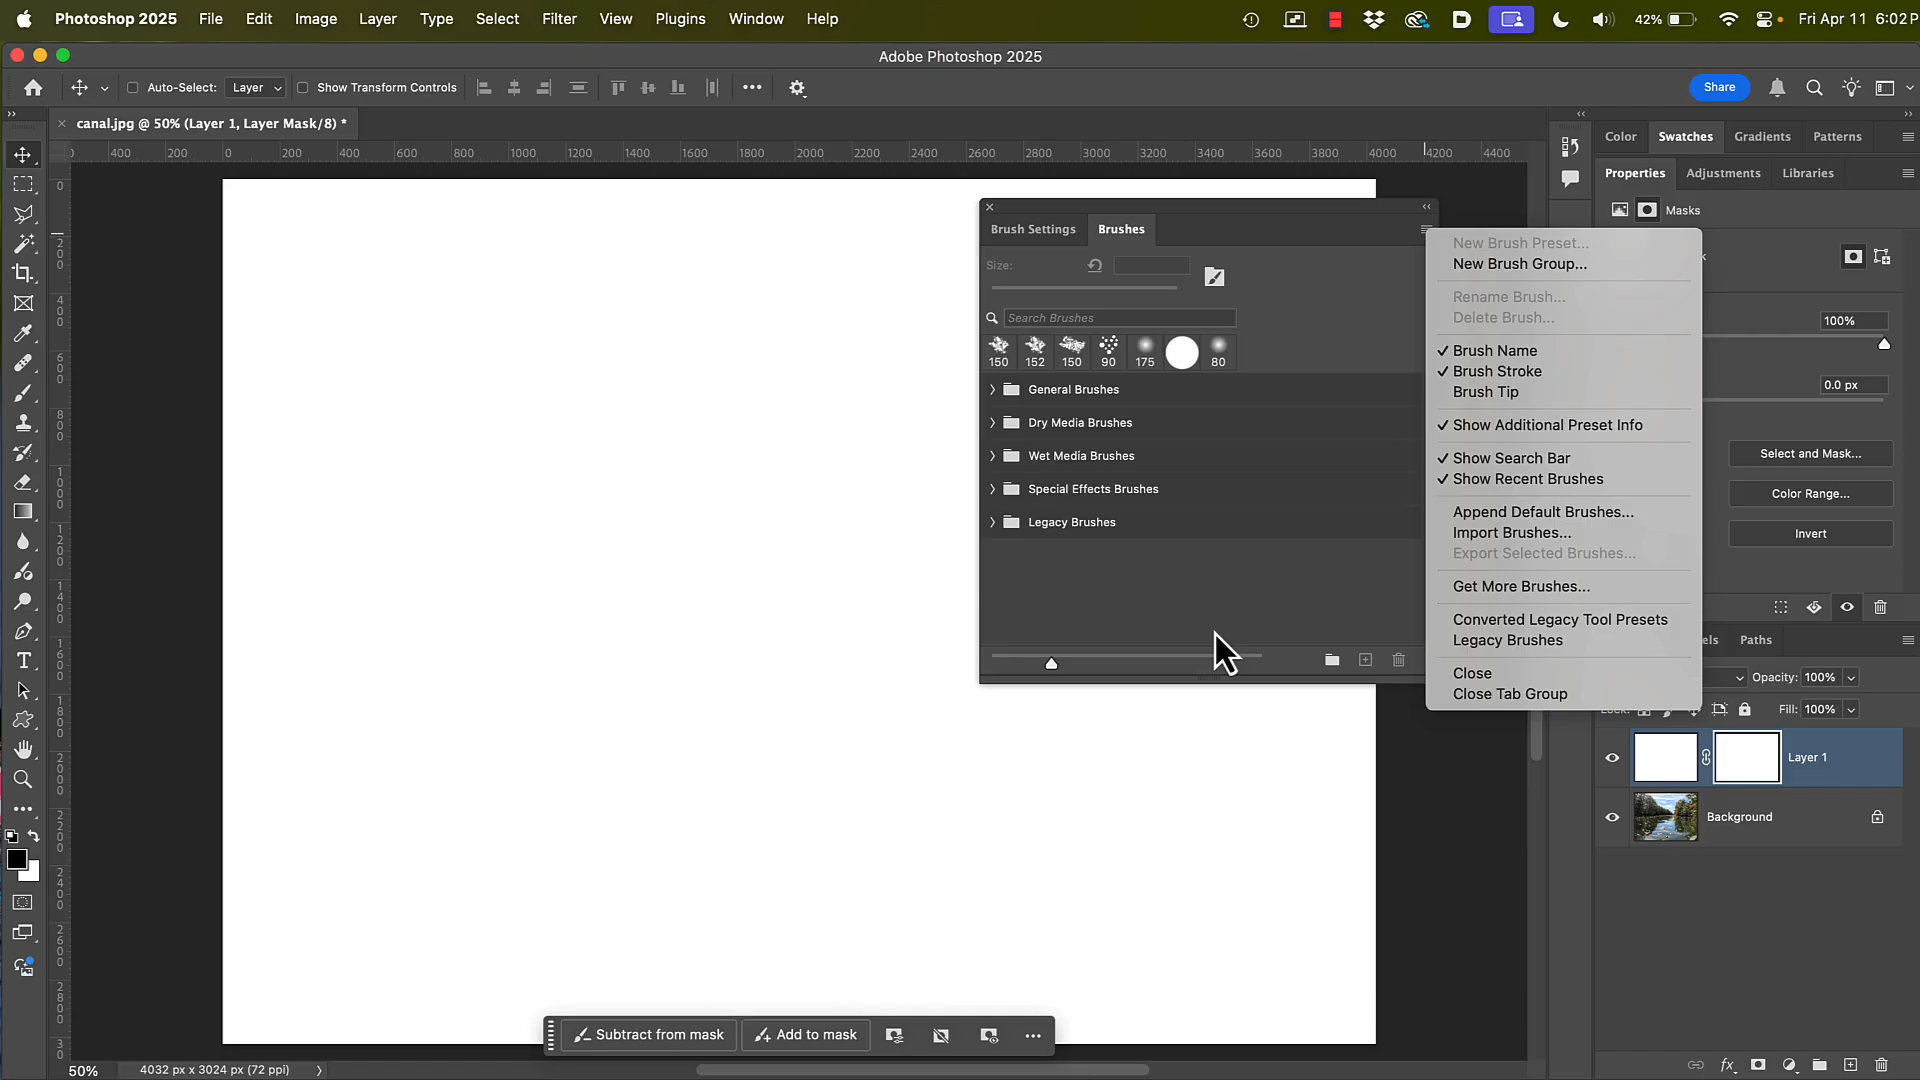 Photoshop 2025 File Edit Image Layer Type Select Filter View Plugins Window Help 42% Fri Apr 11 6:02P
Adobe Photoshop 2025
Auto-Select: Layer Show Transform Controls Share
canal.jpg @ 50% (Layer 1, Layer Mask/8) *
Color Swatches Gradients Patterns
400 200 0 200 400 600 800 1000 1200 1400 1600 1800 2000 2200 2400 2600 2800 3000 3200 3400 3600 3800 4000 4200 4400
Properties Adjustments Libraries
Masks
Brush Settings Brushes
Size:
Search Brushes
150 152 150 90 175 80
General Brushes
Dry Media Brushes
Wet Media Brushes
Special Effects Brushes
Legacy Brushes
New Brush Preset...
New Brush Group...
Rename Brush...
Delete Brush...
✓ Brush Name
✓ Brush Stroke
Brush Tip
✓ Show Additional Preset Info
✓ Show Search Bar
✓ Show Recent Brushes
Append Default Brushes...
Import Brushes...
Export Selected Brushes...
Get More Brushes...
Converted Legacy Tool Presets
Legacy Brushes
Close
Close Tab Group
100%
0.0 px
Select and Mask...
Color Range...
Invert
Paths
Opacity: 100%
Lock: Fill: 100%
Layer 1
Background
Subtract from mask Add to mask
50% 4032 px x 3024 px (72 ppi)
fx